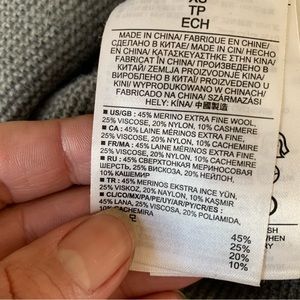 XS
TP
ECH
MADE IN CHINA/ FABRIQUE EN CHINE/
СДЕЛАНО В КИТАЕ/ MADE IN CIN/ HECHO
EN CHINA/ ΚΑΤΑΣΚΕΥΑΣΤΗΚΕ ΣΤΗΝ ΚΙΝΑ/
FABRICAT ÎN CHINA/ ПРОИЗВЕДЕНО В
КИТАЙ/ ZEMLJA PROIZVODNJE KINA/
KINI/ WYPRODUKOWANO W CHINACH/
FABRICADO NA CHINA/ SZÁRMAZÁSI
HELY: KÍNA/ 中國製造
■ US/GB : 45% MERINO EXTRA FINE WOOL,
25% VISCOSE, 20% NYLON, 10% CASHMERE
■ CA : 45% LAINE MÉRINOS EXTRA FINE,
25% VISCOSE, 20% NYLON, 10% CACHEMIRE
■ FR/MA : 45% LAINE MÉRINOS EXTRA FINE,
25% VISCOSE, 20% NYLON, 10% CACHEMIRE
■ RU : 45% СВЕРХТОНКАЯ МЕРИНОСОВАЯ
ШЕРСТЬ, 25% ВИСКОЗА, 20% НЕЙЛОН,
10% КАШЕМИР
■ TR : 45% MERINOS EKSTRA INCE YÜN,
25% VISKOZ, 20% NAYLON, 10% KAŞMIR
■ CL/CO/MX/PA/PE/UY/AR/PY/CR/ES:
45% LANA, 25% VISCOSA, 20% POLIAMIDA,
10% CACHEMIRA
45%
25%
20%
10%